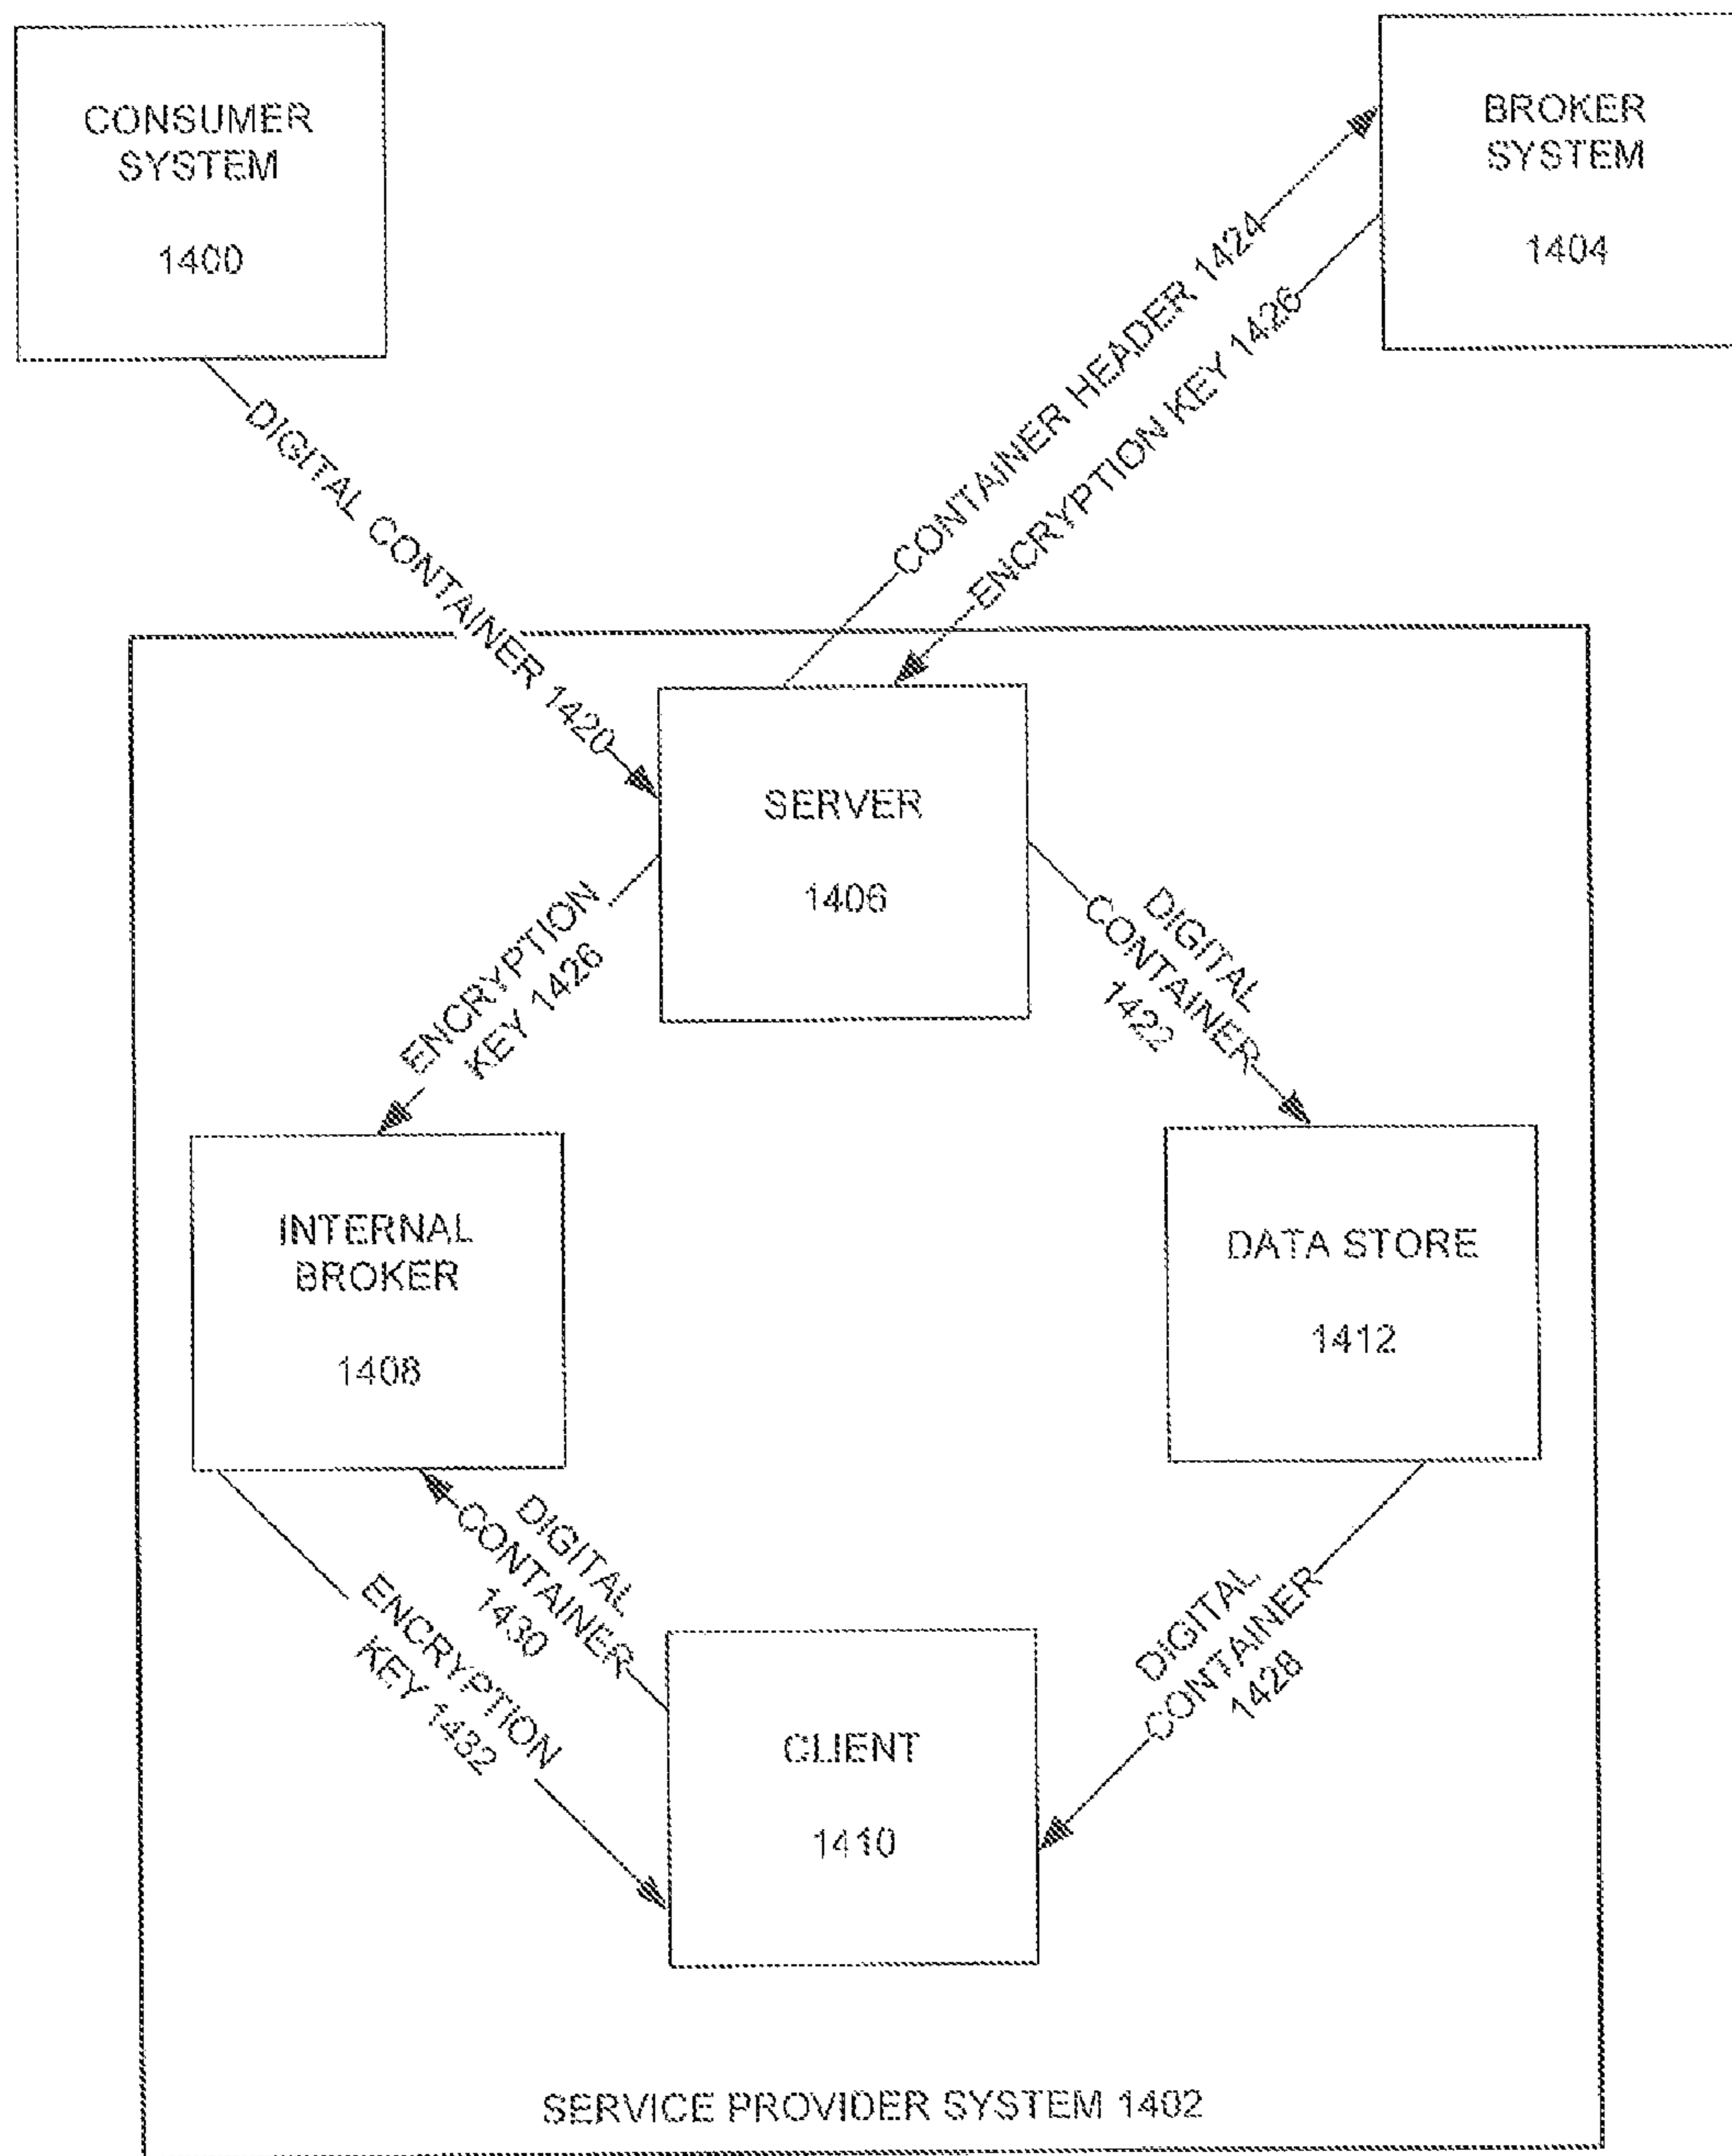 CONSUMER
SYSTEM
1400
BROKER
SYSTEM
1404
DIGITAL CONTAINER 1420
CONTAINER HEADER 1424
ENCRYPTION KEY 1426
SERVER
1406
ENCRYPTION
KEY 1426
DIGITAL
CONTAINER
1422
INTERNAL
BROKER
1408
DATA STORE
1412
ENCRYPTION
KEY 1432
DIGITAL
CONTAINER
1430
DIGITAL
CONTAINER
1428
CLIENT
1410
SERVICE PROVIDER SYSTEM 1402